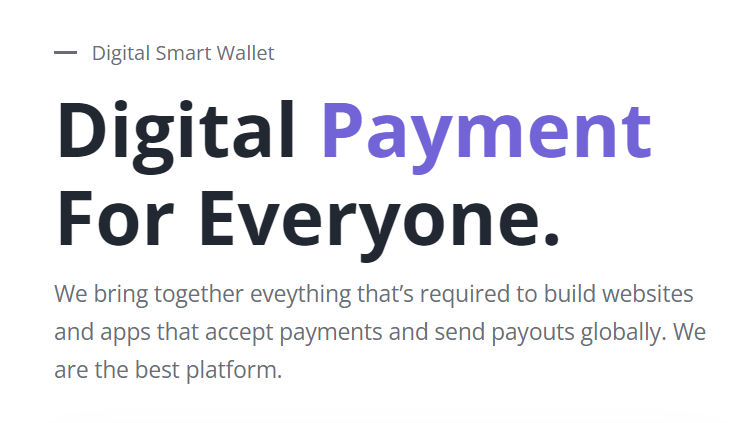 Digital Smart Wallet
Digital Payment
For Everyone.
We bring together eveything that’s required to build websites
and apps that accept payments and send payouts globally. We
are the best platform.